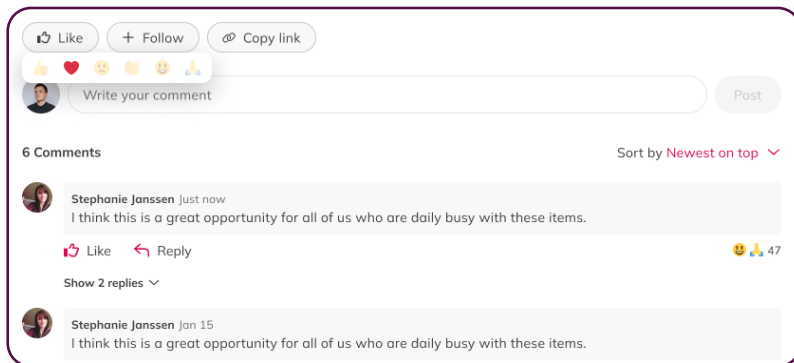 Like
Follow
Copy link
Write your comment
Post
6 Comments
Sort by Newest on top
Stephanie Janssen Just now
I think this is a great opportunity for all of us who are daily busy with these items.
Like
Reply
47
Show 2 replies
Stephanie Janssen Jan 15
I think this is a great opportunity for all of us who are daily busy with these items.